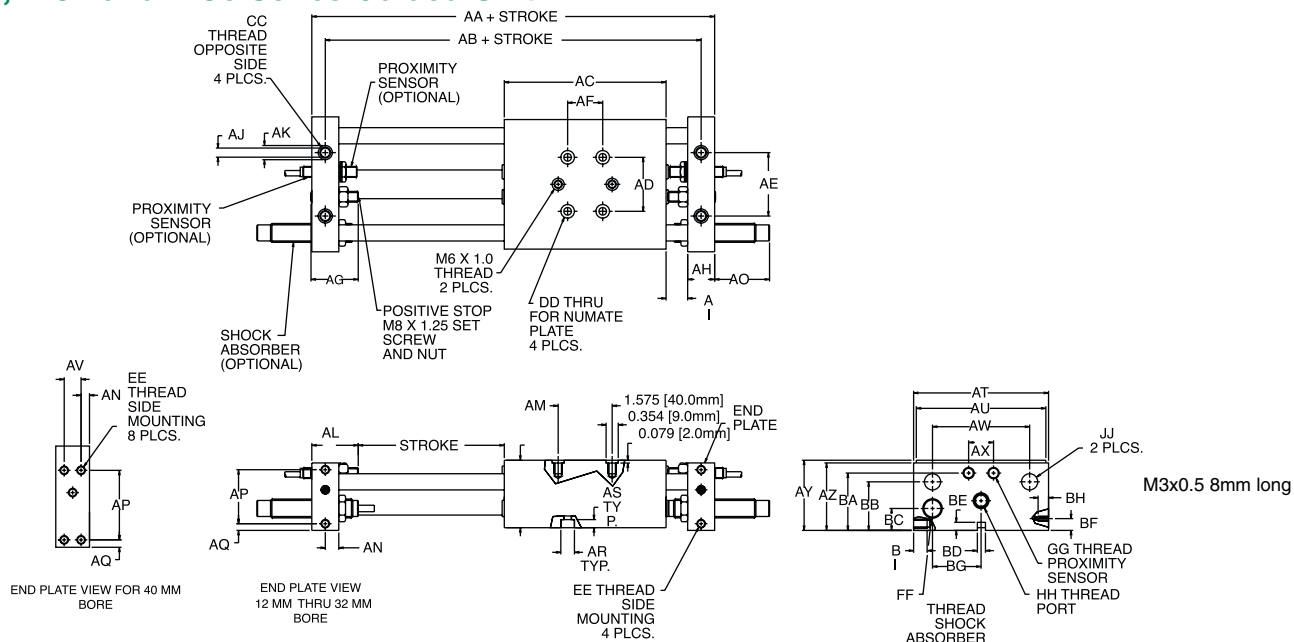 AA + STROKE
AB + STROKE
CC
THREAD
OPPOSITE
SIDE
4 PLCS.
PROXIMITY
SENSOR
(OPTIONAL)
AC
AF
AJ
AK
AD
AE
PROXIMITY
SENSOR
(OPTIONAL)
AG
M6 X 1.0
THREAD
2 PLCS.
AH
AO
A
I
SHOCK
ABSORBER
(OPTIONAL)
POSITIVE STOP
M8 X 1.25 SET
SCREW
AND NUT
DD THRU
FOR NUMATE
PLATE
4 PLCS.
AV
AN
EE
THREAD
SIDE
MOUNTING
8 PLCS.
AP
AQ
END PLATE VIEW FOR 40 MM
BORE
AL
STROKE
AM
1.575 [40.0mm]
0.354 [9.0mm]
0.079 [2.0mm]
END
PLATE
AP
AQ
AN
AS
TY
P.
AR
TYP.
END PLATE VIEW
12 MM THRU 32 MM
BORE
EE THREAD
SIDE
MOUNTING
4 PLCS.
AT
AU
AW
AX
JJ
2 PLCS.
AY
AZ
BA
BB
BC
BE
BH
BF
B
I
BD
BG
FF
THREAD
SHOCK
ABSORBER
GG THREAD
PROXIMITY
SENSOR
HH THREAD
PORT
M3x0.5 8mm long